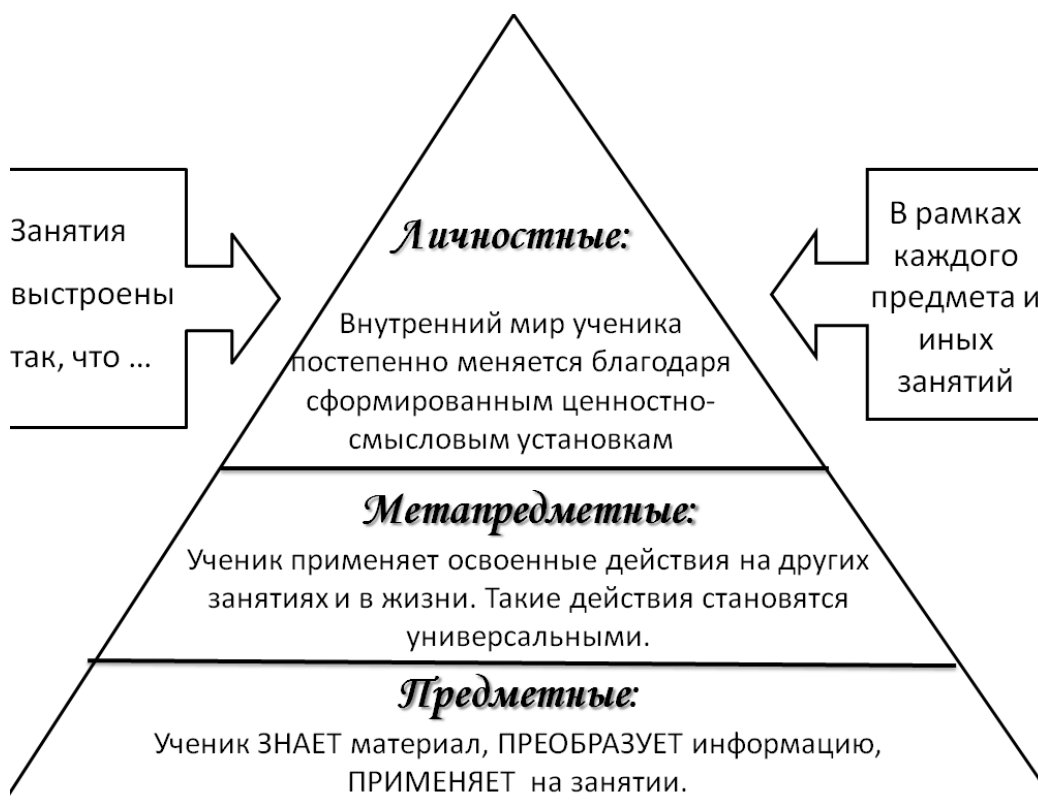 Занятия
выстроены
так, что ...
Личностные:
Внутренний мир ученика
постепенно меняется благодаря
сформированным ценностно-
смысловым установкам
В рамках
каждого
предмета и
иных
занятий
Метапредметные:
Ученик применяет освоенные действия на других
занятиях и в жизни. Такие действия становятся
универсальными.
Предметные:
Ученик ЗНАЕТ материал, ПРЕОБРАЗУЕТ информацию,
ПРИМЕНЯЕТ на занятии.